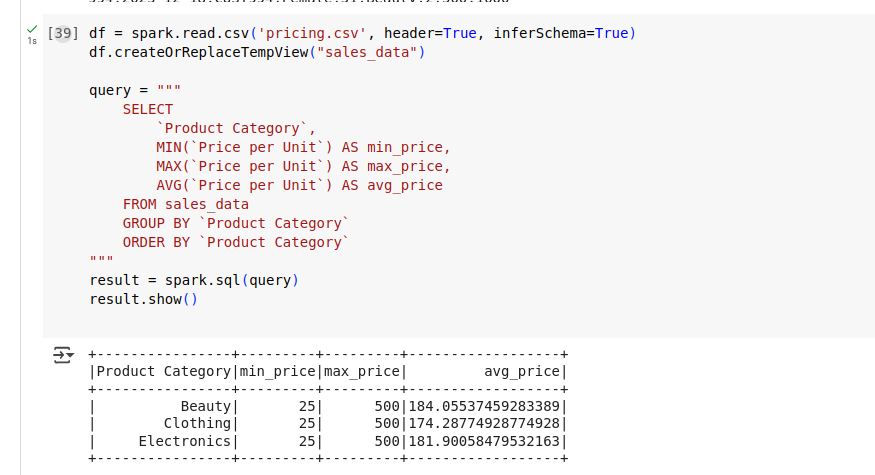 [39] df = spark.read.csv('pricing.csv', header=True, inferSchema=True)
1s
df.createOrReplaceTempView("sales_data")
query = """
    SELECT
        `Product Category`,
        MIN(`Price per Unit`) AS min_price,
        MAX(`Price per Unit`) AS max_price,
        AVG(`Price per Unit`) AS avg_price
    FROM sales_data
    GROUP BY `Product Category`
    ORDER BY `Product Category`
"""
result = spark.sql(query)
result.show()
+----------------+---------+---------+------------------+
|Product Category|min_price|max_price|         avg_price|
+----------------+---------+---------+------------------+
|          Beauty|       25|      500|184.05537459283389|
|        Clothing|       25|      500|174.28774928774928|
|     Electronics|       25|      500|181.90058479532163|
+----------------+---------+---------+------------------+